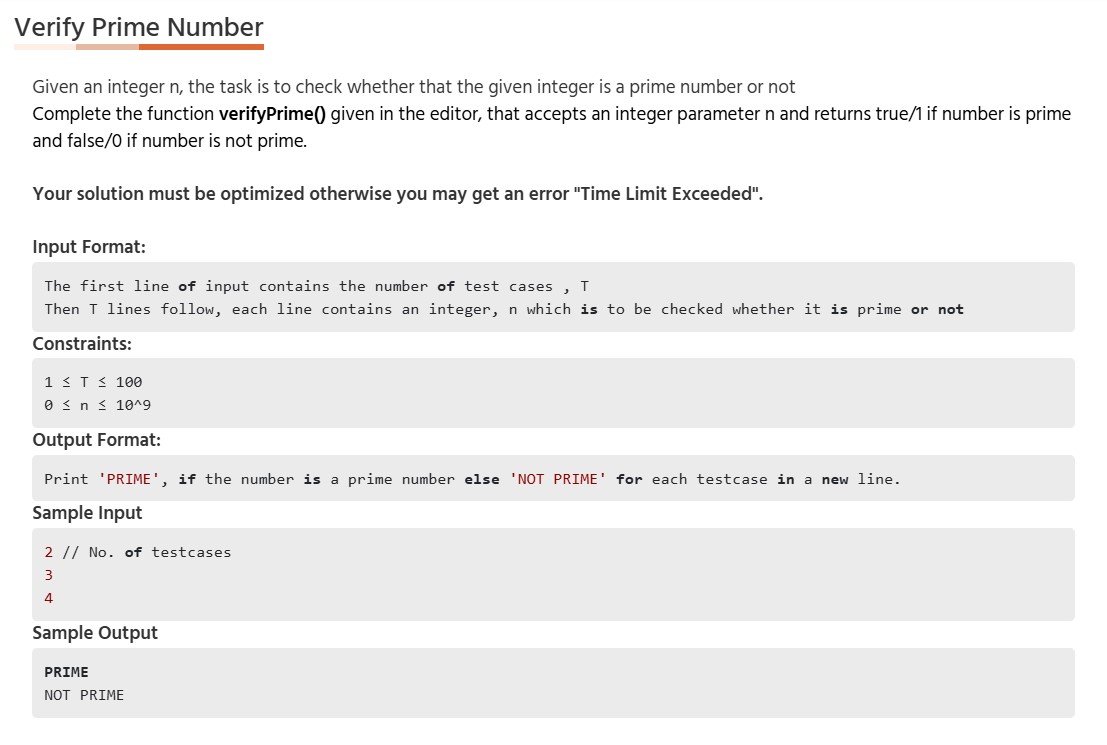 Verify Prime Number
Given an integer n, the task is to check whether that the given integer is a prime number or not
Complete the function verifyPrime() given in the editor, that accepts an integer parameter n and returns true/1 if number is prime
and false/0 if number is not prime.
Your solution must be optimized otherwise you may get an error "Time Limit Exceeded".
Input Format:
The first line of input contains the number of test cases , T
Then T lines follow, each line contains an integer, n which is to be checked whether it is prime or not
Constraints:
1 ≤ T ≤ 100
0 ≤ n ≤ 10^9
Output Format:
Print 'PRIME', if the number is a prime number else 'NOT PRIME' for each testcase in a new line.
Sample Input
2 // No. of testcases
3
4
Sample Output
PRIME
NOT PRIME